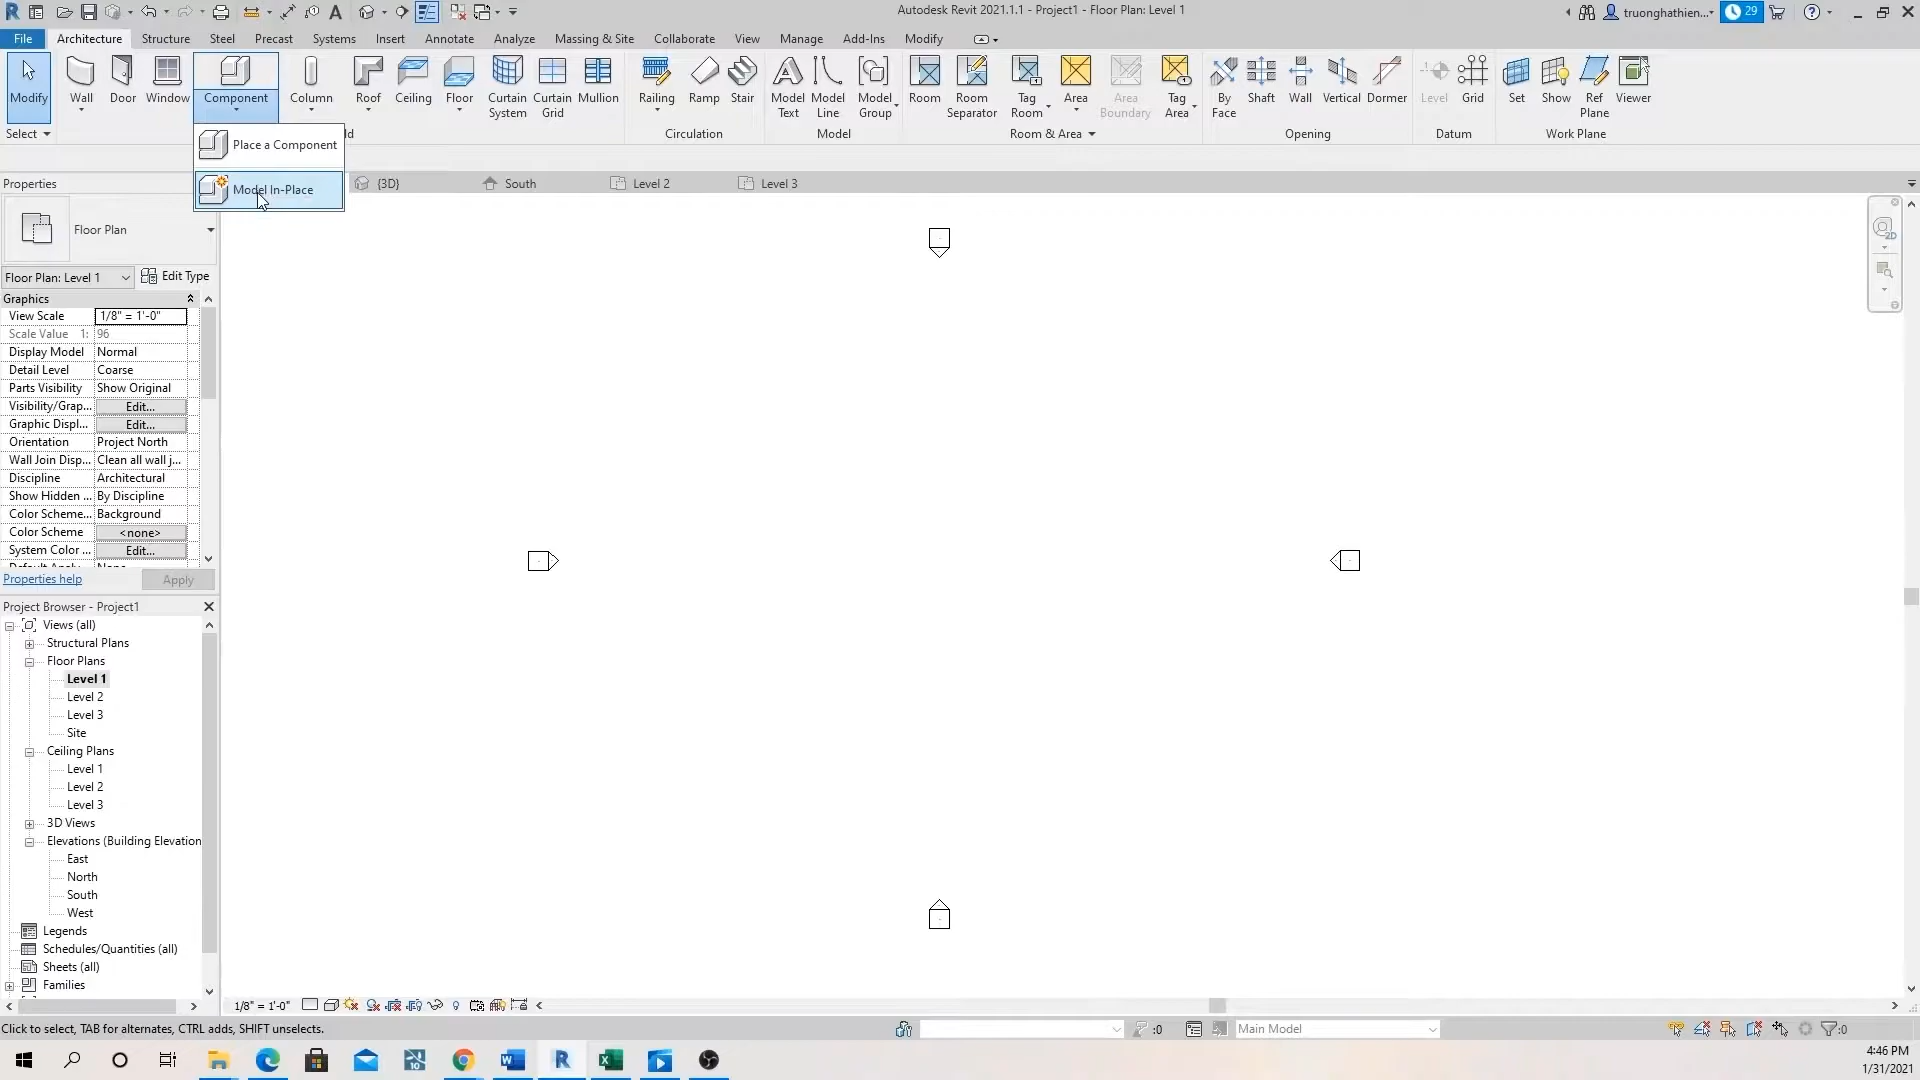 Autodesk Revit 2021.1.1 - Project1 - Floor Plan: Level 1
truonghathien...
29
File
Architecture
Structure
Steel
Precast
Systems
Insert
Annotate
Analyze
Massing & Site
Collaborate
View
Manage
Add-Ins
Modify
Modify
Wall
Door
Window
Component
Column
Roof
Ceiling
Floor
Curtain
System
Curtain
Grid
Mullion
Railing
Ramp
Stair
Model
Text
Model
Line
Model
Group
Room
Room
Separator
Tag
Room
Area
Area
Boundary
Tag
Area
By
Face
Shaft
Wall
Vertical
Dormer
Level
Grid
Set
Show
Ref
Plane
Viewer
Select
ld
Circulation
Model
Room & Area
Opening
Datum
Work Plane
Place a Component
Model In-Place
Properties
{3D}
South
Level 2
Level 3
2D
Floor Plan
Floor Plan: Level 1
Edit Type
Graphics
View Scale 1/8" = 1'-0"
Scale Value 1: 96
Display Model Normal
Detail Level Coarse
Parts Visibility Show Original
Visibility/Grap... Edit...
Graphic Displ... Edit...
Orientation Project North
Wall Join Disp... Clean all wall j...
Discipline Architectural
Show Hidden ... By Discipline
Color Scheme... Background
Color Scheme <none>
System Color ... Edit...
Properties help
Apply
Project Browser - Project1
Views (all)
Structural Plans
Floor Plans
Level 1
Level 2
Level 3
Site
Ceiling Plans
Level 1
Level 2
Level 3
3D Views
Elevations (Building Elevation
East
North
South
West
Legends
Schedules/Quantities (all)
Sheets (all)
Families
1/8" = 1'-0"
Click to select, TAB for alternates, CTRL adds, SHIFT unselects.
:0
Main Model
:0
4:46 PM
1/31/2021